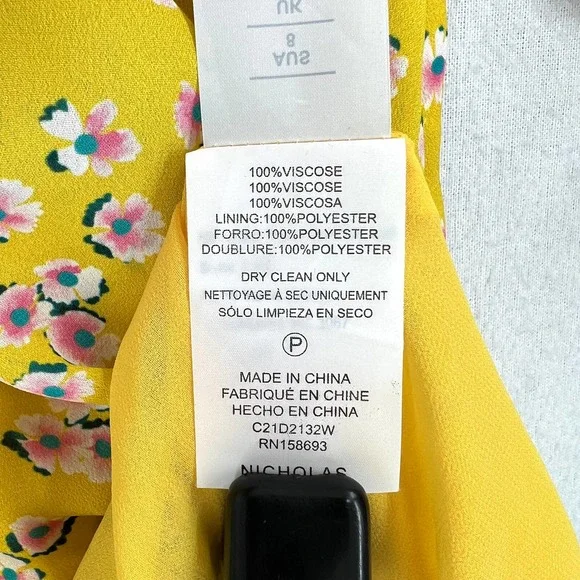 UK
8
AUS
100%VISCOSE
100%VISCOSE
100%VISCOSA
LINING:100%POLYESTER
FORRO:100%POLYESTER
DOUBLURE:100%POLYESTER
DRY CLEAN ONLY
NETTOYAGE À SEC UNIQUEMENT
SÓLO LIMPIEZA EN SECO
P
MADE IN CHINA
FABRIQUÉ EN CHINE
HECHO EN CHINA
C21D2132W
RN158693
NICHOLAS